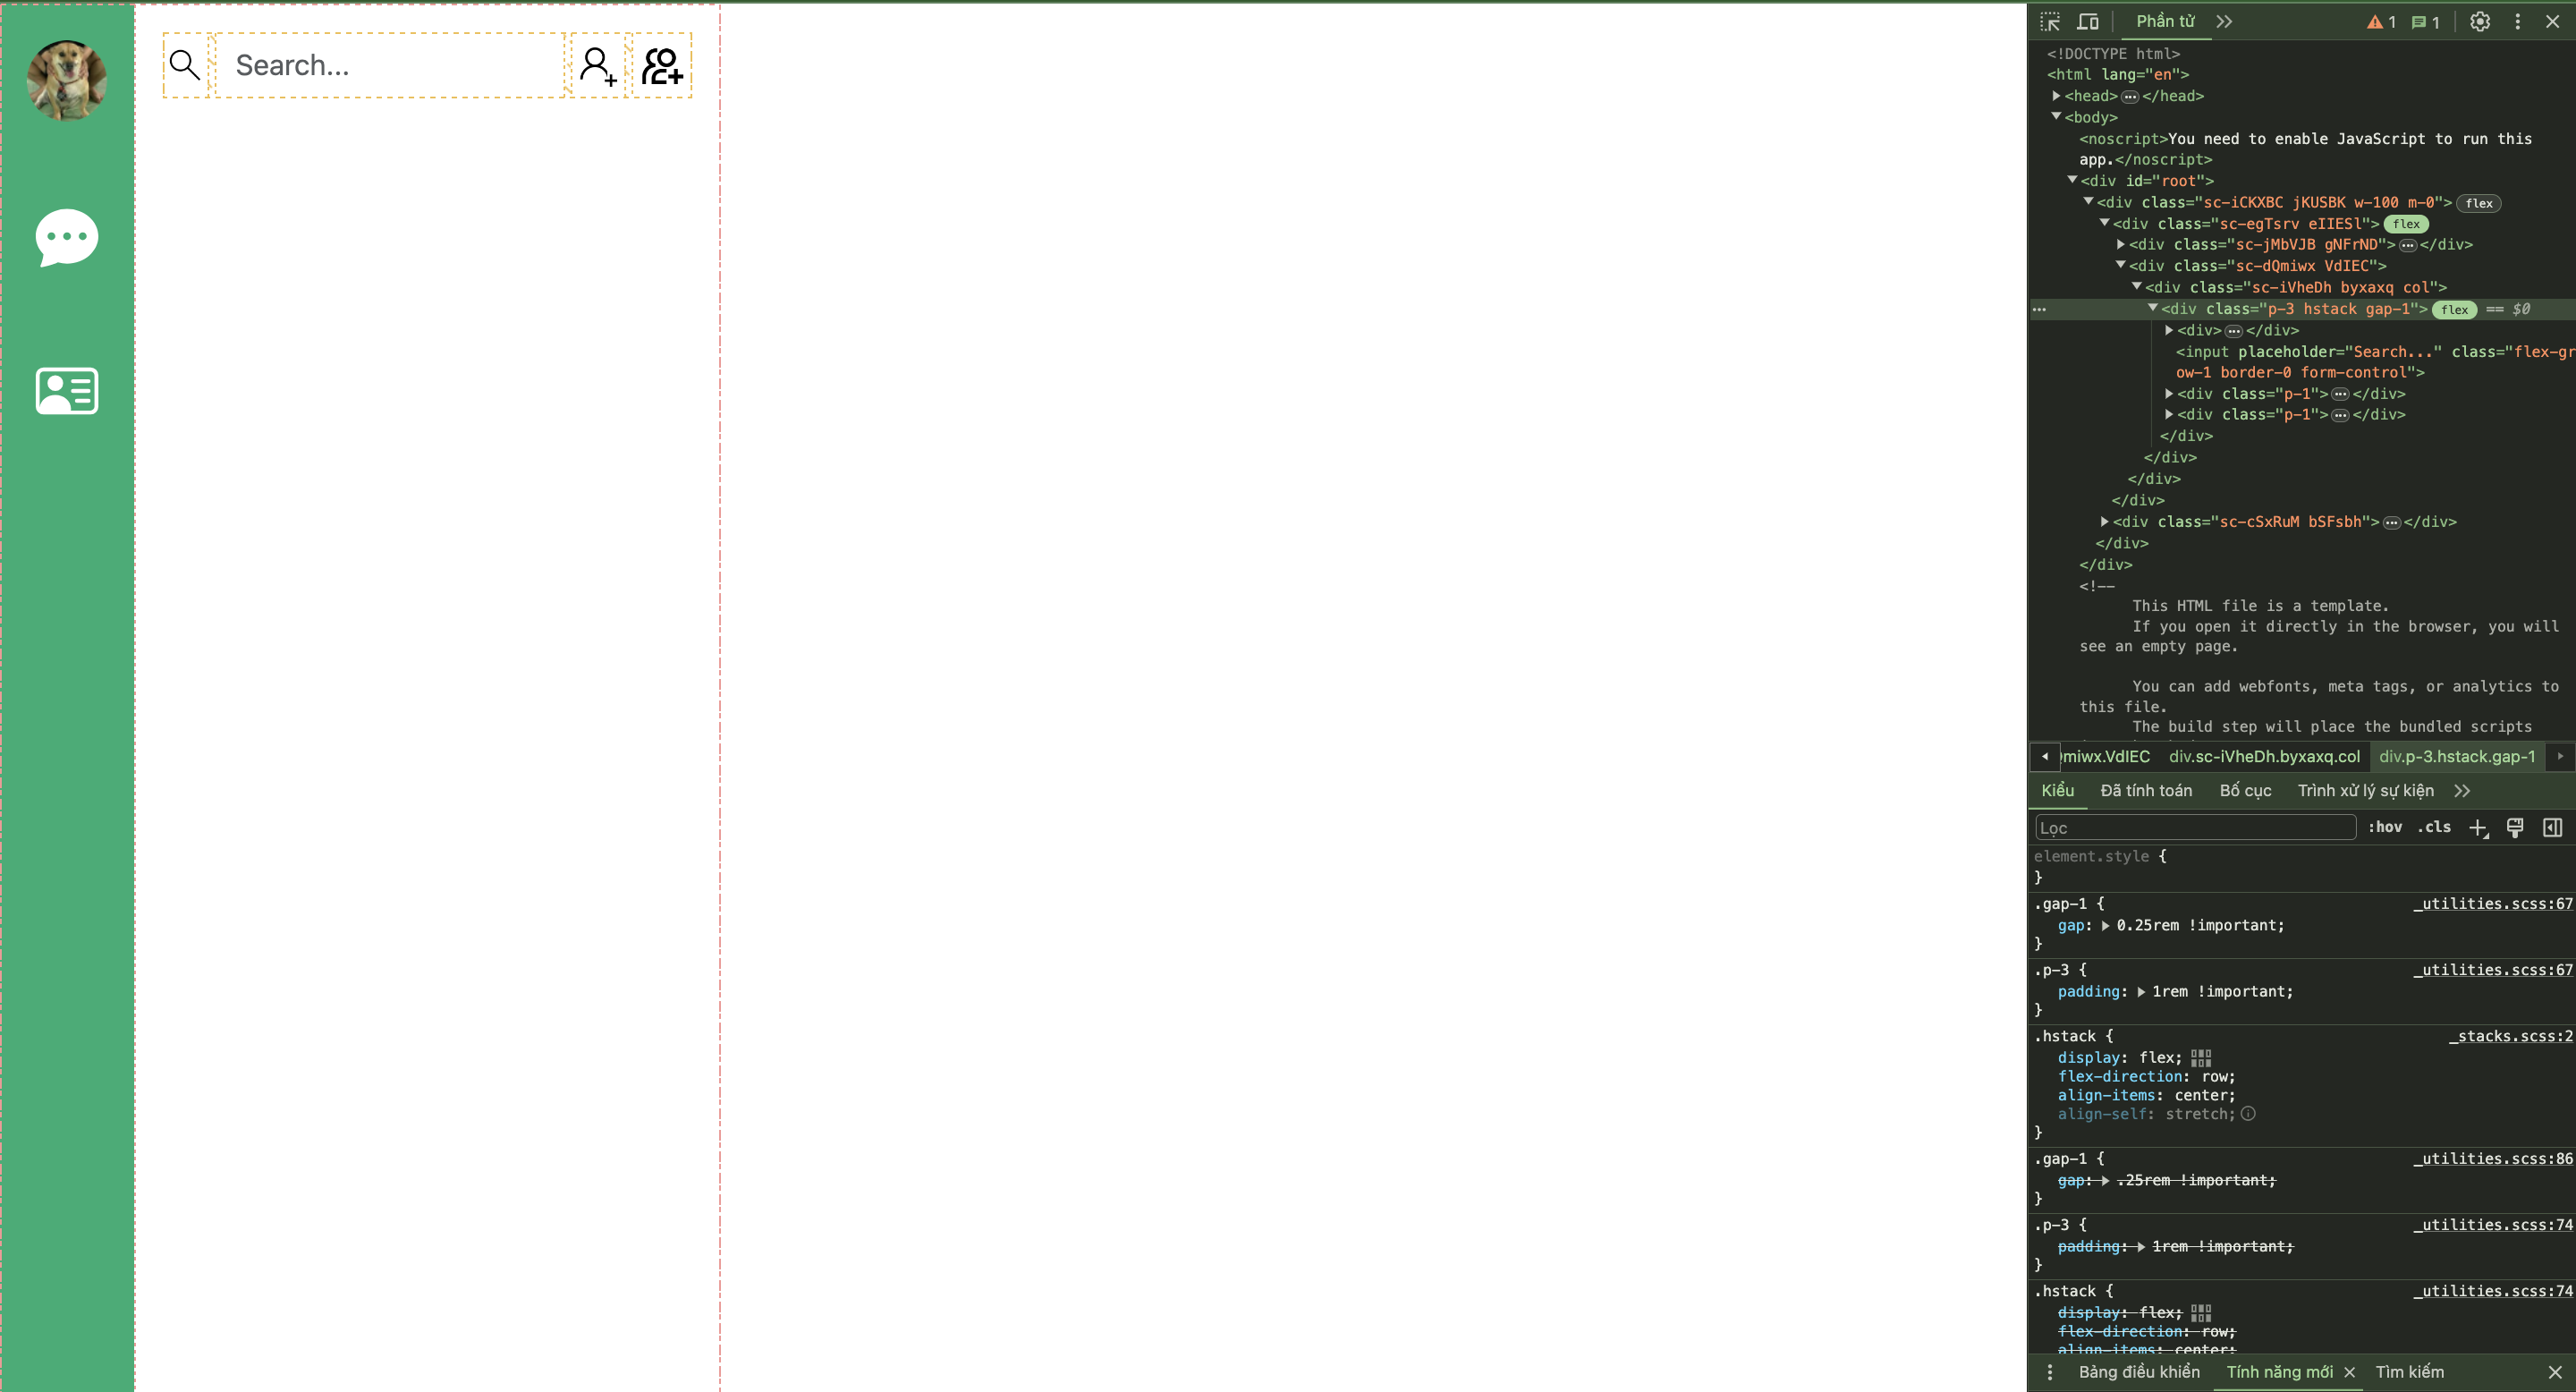 Search...
Phần tử
1
1
<!DOCTYPE html>
<html lang="en">
<head> ... </head>
<body>
<noscript>You need to enable JavaScript to run this
app.</noscript>
<div id="root">
<div class="sc-iCKXBC jKUSBK w-100 m-0"> flex
<div class="sc-egTsrv eIIESl"> flex
<div class="sc-jMbVJB gNFrND"> ... </div>
<div class="sc-dQmiwx VdIEC">
<div class="sc-iVheDh byxaxq col">
... <div class="p-3 hstack gap-1"> flex == $0
<div> ... </div>
<input placeholder="Search..." class="flex-gr
ow-1 border-0 form-control">
<div class="p-1"> ... </div>
<div class="p-1"> ... </div>
</div>
</div>
</div>
</div>
<div class="sc-cSxRuM bSFsbh"> ... </div>
</div>
</div>
<!--
This HTML file is a template.
If you open it directly in the browser, you will
see an empty page.
You can add webfonts, meta tags, or analytics to
this file.
The build step will place the bundled scripts
miwx.VdIEC div.sc-iVheDh.byxaxq.col div.p-3.hstack.gap-1
Kiểu Đã tính toán Bố cục Trình xử lý sự kiện
Lọc :hov .cls
element.style {
}
.gap-1 { _utilities.scss:67
gap: 0.25rem !important;
}
.p-3 { _utilities.scss:67
padding: 1rem !important;
}
.hstack { _stacks.scss:2
display: flex;
flex-direction: row;
align-items: center;
align-self: stretch;
}
.gap-1 { _utilities.scss:86
gap: .25rem !important;
}
.p-3 { _utilities.scss:74
padding: 1rem !important;
}
.hstack { _utilities.scss:74
display: flex;
flex-direction: row;
align-items: center;
Bảng điều khiển Tính năng mới Tìm kiếm